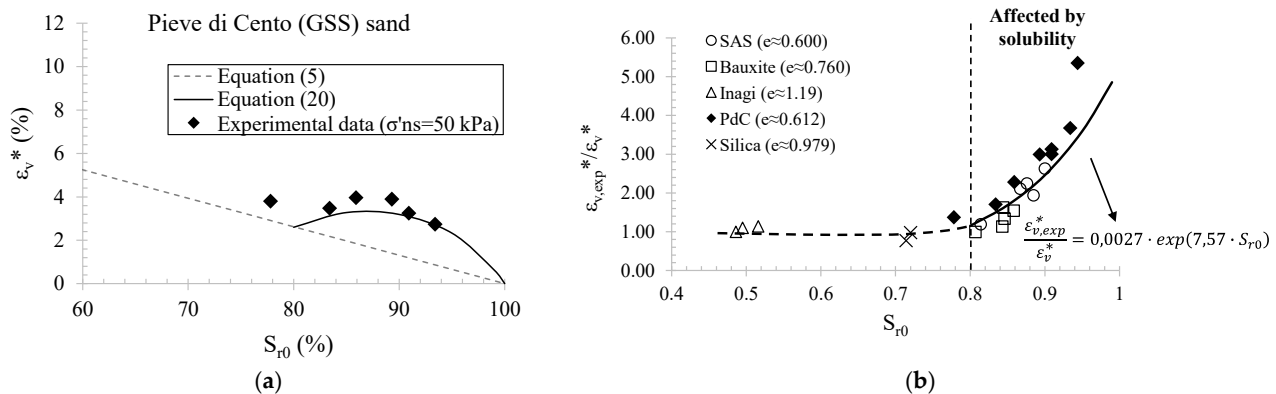 Pieve di Cento (GSS) sand
Equation (5)
Equation (20)
Experimental data (σ'ns=50 kPa)
εv* (%)
12
10
8
6
4
2
0
60
70
80
90
100
Sr0 (%)
(a)
Affected by
solubility
SAS (e≈0.600)
Bauxite (e≈0.760)
Inagi (e≈1.19)
PdC (e≈0.612)
Silica (e≈0.979)
εv,exp*/εv*
6.00
5.00
4.00
3.00
2.00
1.00
0.00
0.4
0.5
0.6
0.7
0.8
0.9
1
Sr0
ε*v,exp / ε*v = 0,0027 · exp(7,57 · Sr0)
(b)